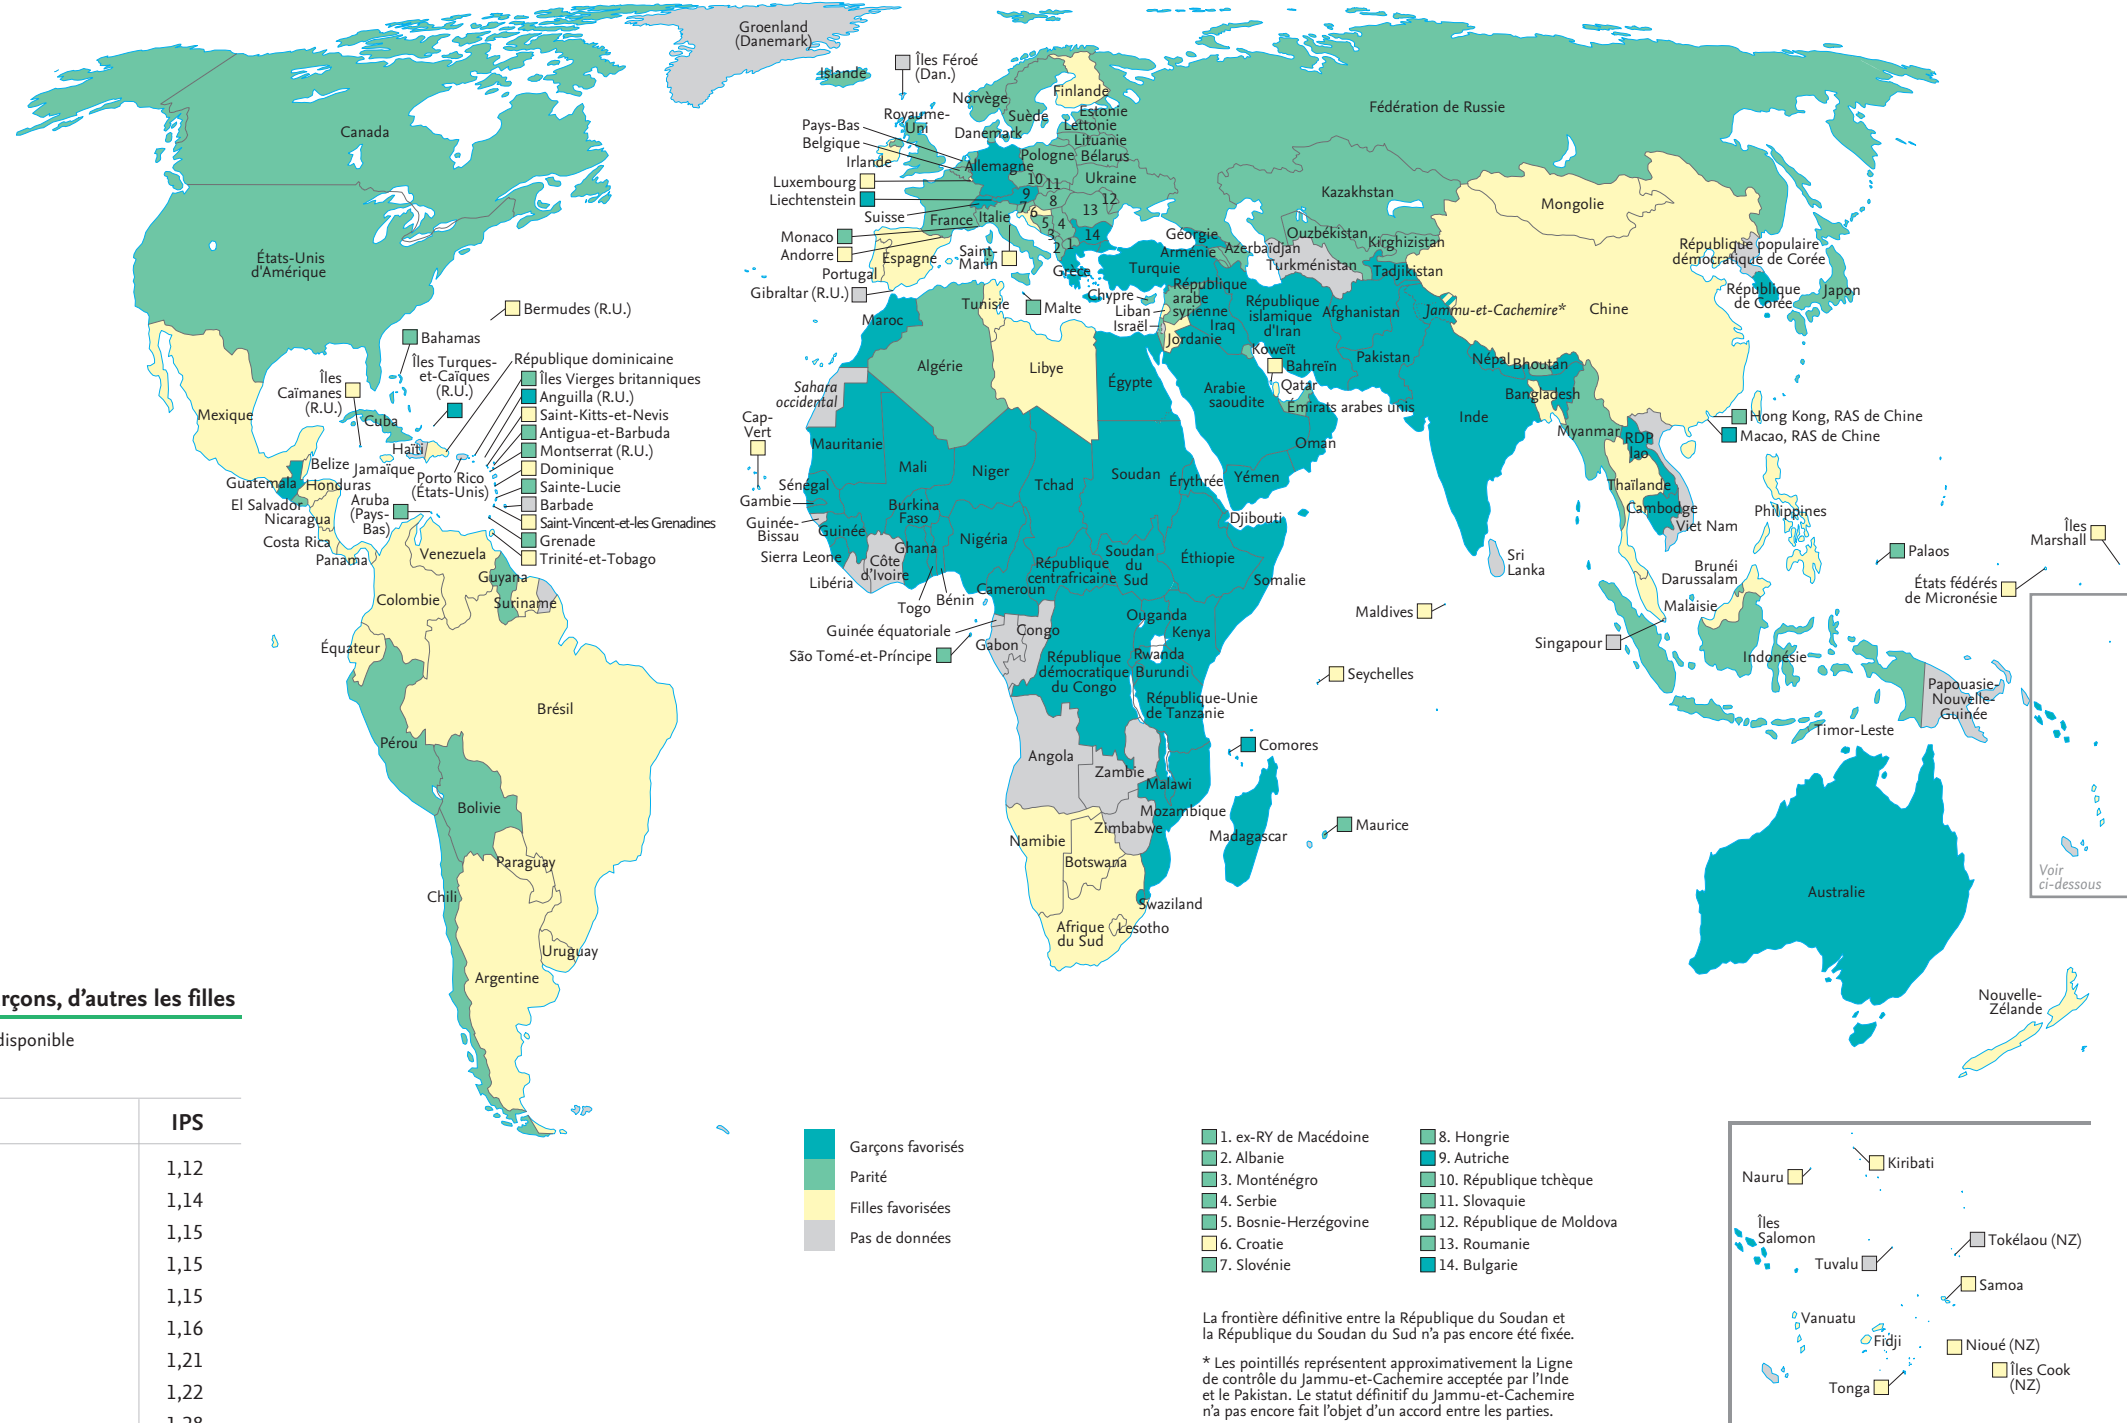 Groenland
(Danemark)
Îles Féroé
(Dan.)
Islande
Finlande
Norvège
Suède
Fédération de Russie
Canada
Royaume-
Uni
Estonie
Lettonie
Lituanie
Danemark
Pays-Bas
Belgique
Irlande
Allemagne
Pologne
Bélarus
Luxembourg
Liechtenstein
Suisse
10
11
9
8
12
Ukraine
Kazakhstan
Mongolie
France
Italie
7
6
5
4
13
3
2
1
14
Monaco
Andorre
Portugal
Espagne
Saint-
Marin
Gibraltar (R.U.)
Grèce
Géorgie
Arménie
Azerbaïdjan
Turquie
Ouzbékistan
Kirghizistan
Turkménistan
Tadjikistan
République populaire
démocratique de Corée
République
de Corée
Japon
États-Unis
d'Amérique
Bermudes (R.U.)
Bahamas
Maroc
Tunisie
Malte
Chypre
Liban
Israël
République
arabe
syrienne
Iraq
Jordanie
République
islamique
d'Iran
Afghanistan
Jammu-et-Cachemire*
Chine
Koweït
Bahreïn
Qatar
Émirats arabes unis
Pakistan
Népal
Bhoutan
Bangladesh
Îles Turques-
et-Caïques
(R.U.)
République dominicaine
Îles Vierges britanniques
Anguilla (R.U.)
Saint-Kitts-et-Nevis
Antigua-et-Barbuda
Montserrat (R.U.)
Dominique
Sainte-Lucie
Barbade
Saint-Vincent-et-les Grenadines
Grenade
Trinité-et-Tobago
Îles
Caïmanes
(R.U.)
Mexique
Cuba
Haïti
Belize
Jamaïque
Guatemala
Honduras
Porto Rico
(États-Unis)
El Salvador
Nicaragua
Aruba
(Pays-
Bas)
Costa Rica
Panama
Venezuela
Guyana
Suriname
Colombie
Équateur
Brésil
Pérou
Bolivie
Paraguay
Chili
Uruguay
Argentine
Algérie
Libye
Égypte
Sahara
occidental
Arabie
saoudite
Oman
Yémen
Inde
Myanmar
RDP
lao
Hong Kong, RAS de Chine
Macao, RAS de Chine
Cap-
Vert
Mauritanie
Mali
Niger
Tchad
Soudan
Érythrée
Sénégal
Gambie
Guinée-
Bissau
Guinée
Burkina
Faso
Djibouti
Sierra Leone
Libéria
Côte
d'Ivoire
Ghana
Togo
Bénin
Nigéria
Cameroun
République
centrafricaine
Soudan
du
Sud
Éthiopie
Somalie
Guinée équatoriale
São Tomé-et-Príncipe
Gabon
Congo
République
démocratique
du Congo
Ouganda
Kenya
Rwanda
Burundi
République-Unie
de Tanzanie
Angola
Zambie
Malawi
Mozambique
Zimbabwe
Namibie
Botswana
Swaziland
Afrique
du Sud
Lesotho
Comores
Madagascar
Maurice
Seychelles
Maldives
Sri
Lanka
Thaïlande
Cambodge
Viet Nam
Philippines
Brunéi
Darussalam
Malaisie
Singapour
Indonésie
Timor-Leste
Papouasie-
Nouvelle-
Guinée
Palaos
Îles
Marshall
États fédérés
de Micronésie
Voir
ci-dessous
Australie
Nouvelle-
Zélande
rçons, d'autres les filles
disponible
IPS
1,12
1,14
1,15
1,15
1,15
1,16
1,21
1,22
Garçons favorisés
Parité
Filles favorisées
Pas de données
1. ex-RY de Macédoine
2. Albanie
3. Monténégro
4. Serbie
5. Bosnie-Herzégovine
6. Croatie
7. Slovénie
8. Hongrie
9. Autriche
10. République tchèque
11. Slovaquie
12. République de Moldova
13. Roumanie
14. Bulgarie
La frontière définitive entre la République du Soudan et
la République du Soudan du Sud n'a pas encore été fixée.
* Les pointillés représentent approximativement la Ligne
de contrôle du Jammu-et-Cachemire acceptée par l'Inde
et le Pakistan. Le statut définitif du Jammu-et-Cachemire
n'a pas encore fait l'objet d'un accord entre les parties.
Nauru
Kiribati
Îles
Salomon
Tuvalu
Tokélaou (NZ)
Samoa
Vanuatu
Fidji
Nioué (NZ)
Îles Cook
(NZ)
Tonga